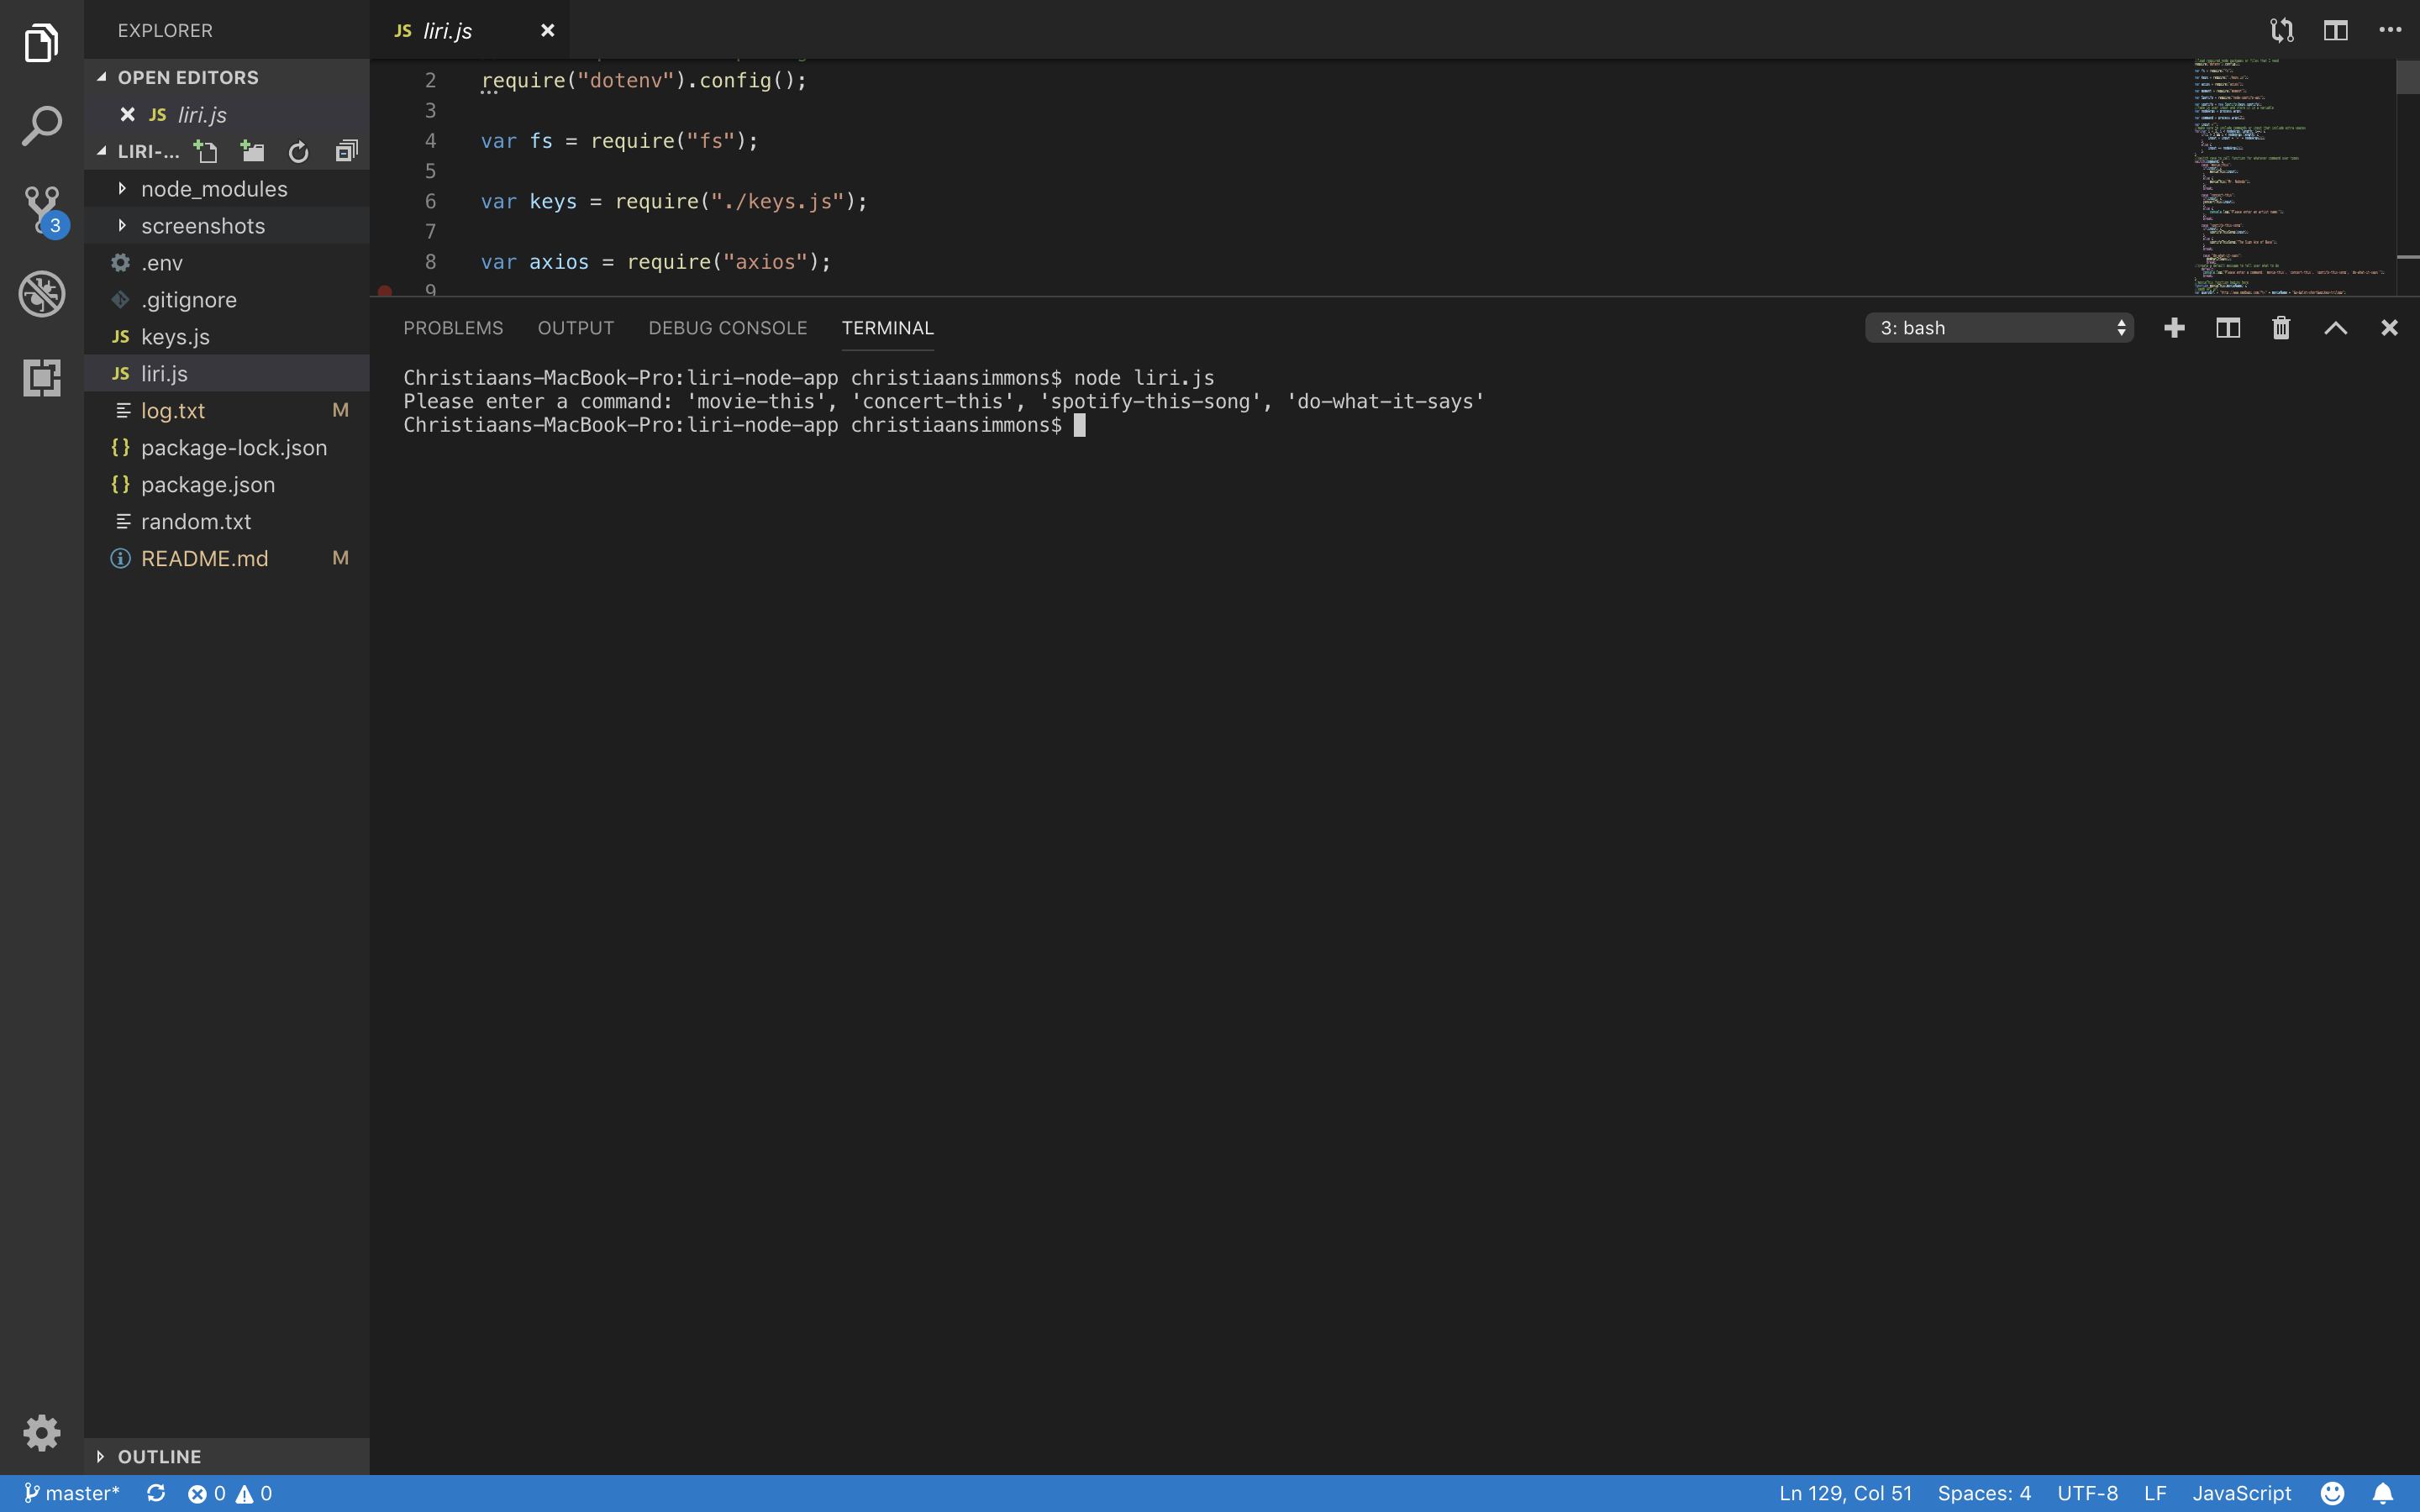 EXPLORER
OPEN EDITORS
JS liri.js
LIRI-...
node_modules
screenshots
.env
.gitignore
JS keys.js
JS liri.js
log.txt M
{} package-lock.json
{} package.json
random.txt
README.md M
OUTLINE
3
JS liri.js
2 require("dotenv").config();
3
4 var fs = require("fs");
5
6 var keys = require("./keys.js");
7
8 var axios = require("axios");
9
PROBLEMS OUTPUT DEBUG CONSOLE TERMINAL 3: bash
Christiaans-MacBook-Pro:liri-node-app christiaansimmons$ node liri.js
Please enter a command: 'movie-this', 'concert-this', 'spotify-this-song', 'do-what-it-says'
Christiaans-MacBook-Pro:liri-node-app christiaansimmons$
master* 0 0 Ln 129, Col 51 Spaces: 4 UTF-8 LF JavaScript